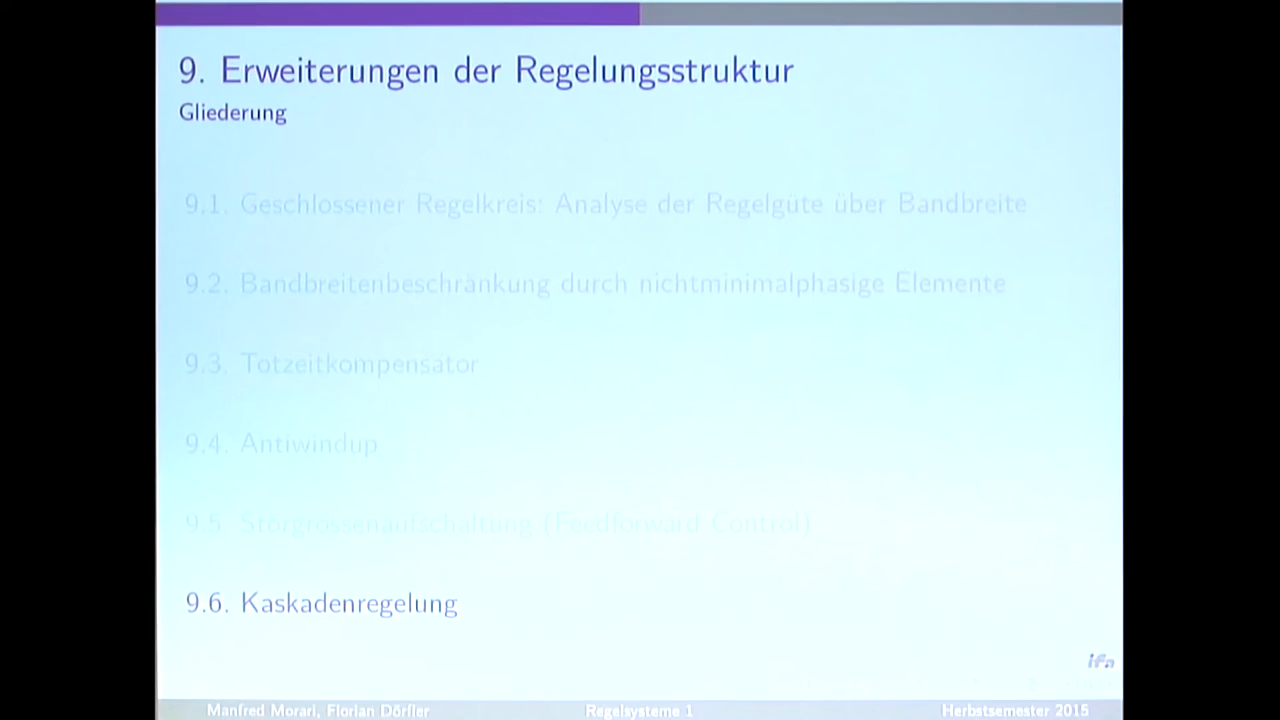 9. Erweiterungen der Regelungsstruktur
Gliederung
9.1. Geschlossener Regelkreis: Analyse der Regelgüte über Bandbreite
9.2. Bandbreitenbeschränkung durch nichtminimalphasige Elemente
9.3. Totzeitkompensator
9.4. Antiwindup
9.5. Störgrössenaufschaltung (Feedforward Control)
9.6. Kaskadenregelung
ifa
Manfred Morari, Florian Dörfler Regelsysteme 1 Herbstsemester 2015